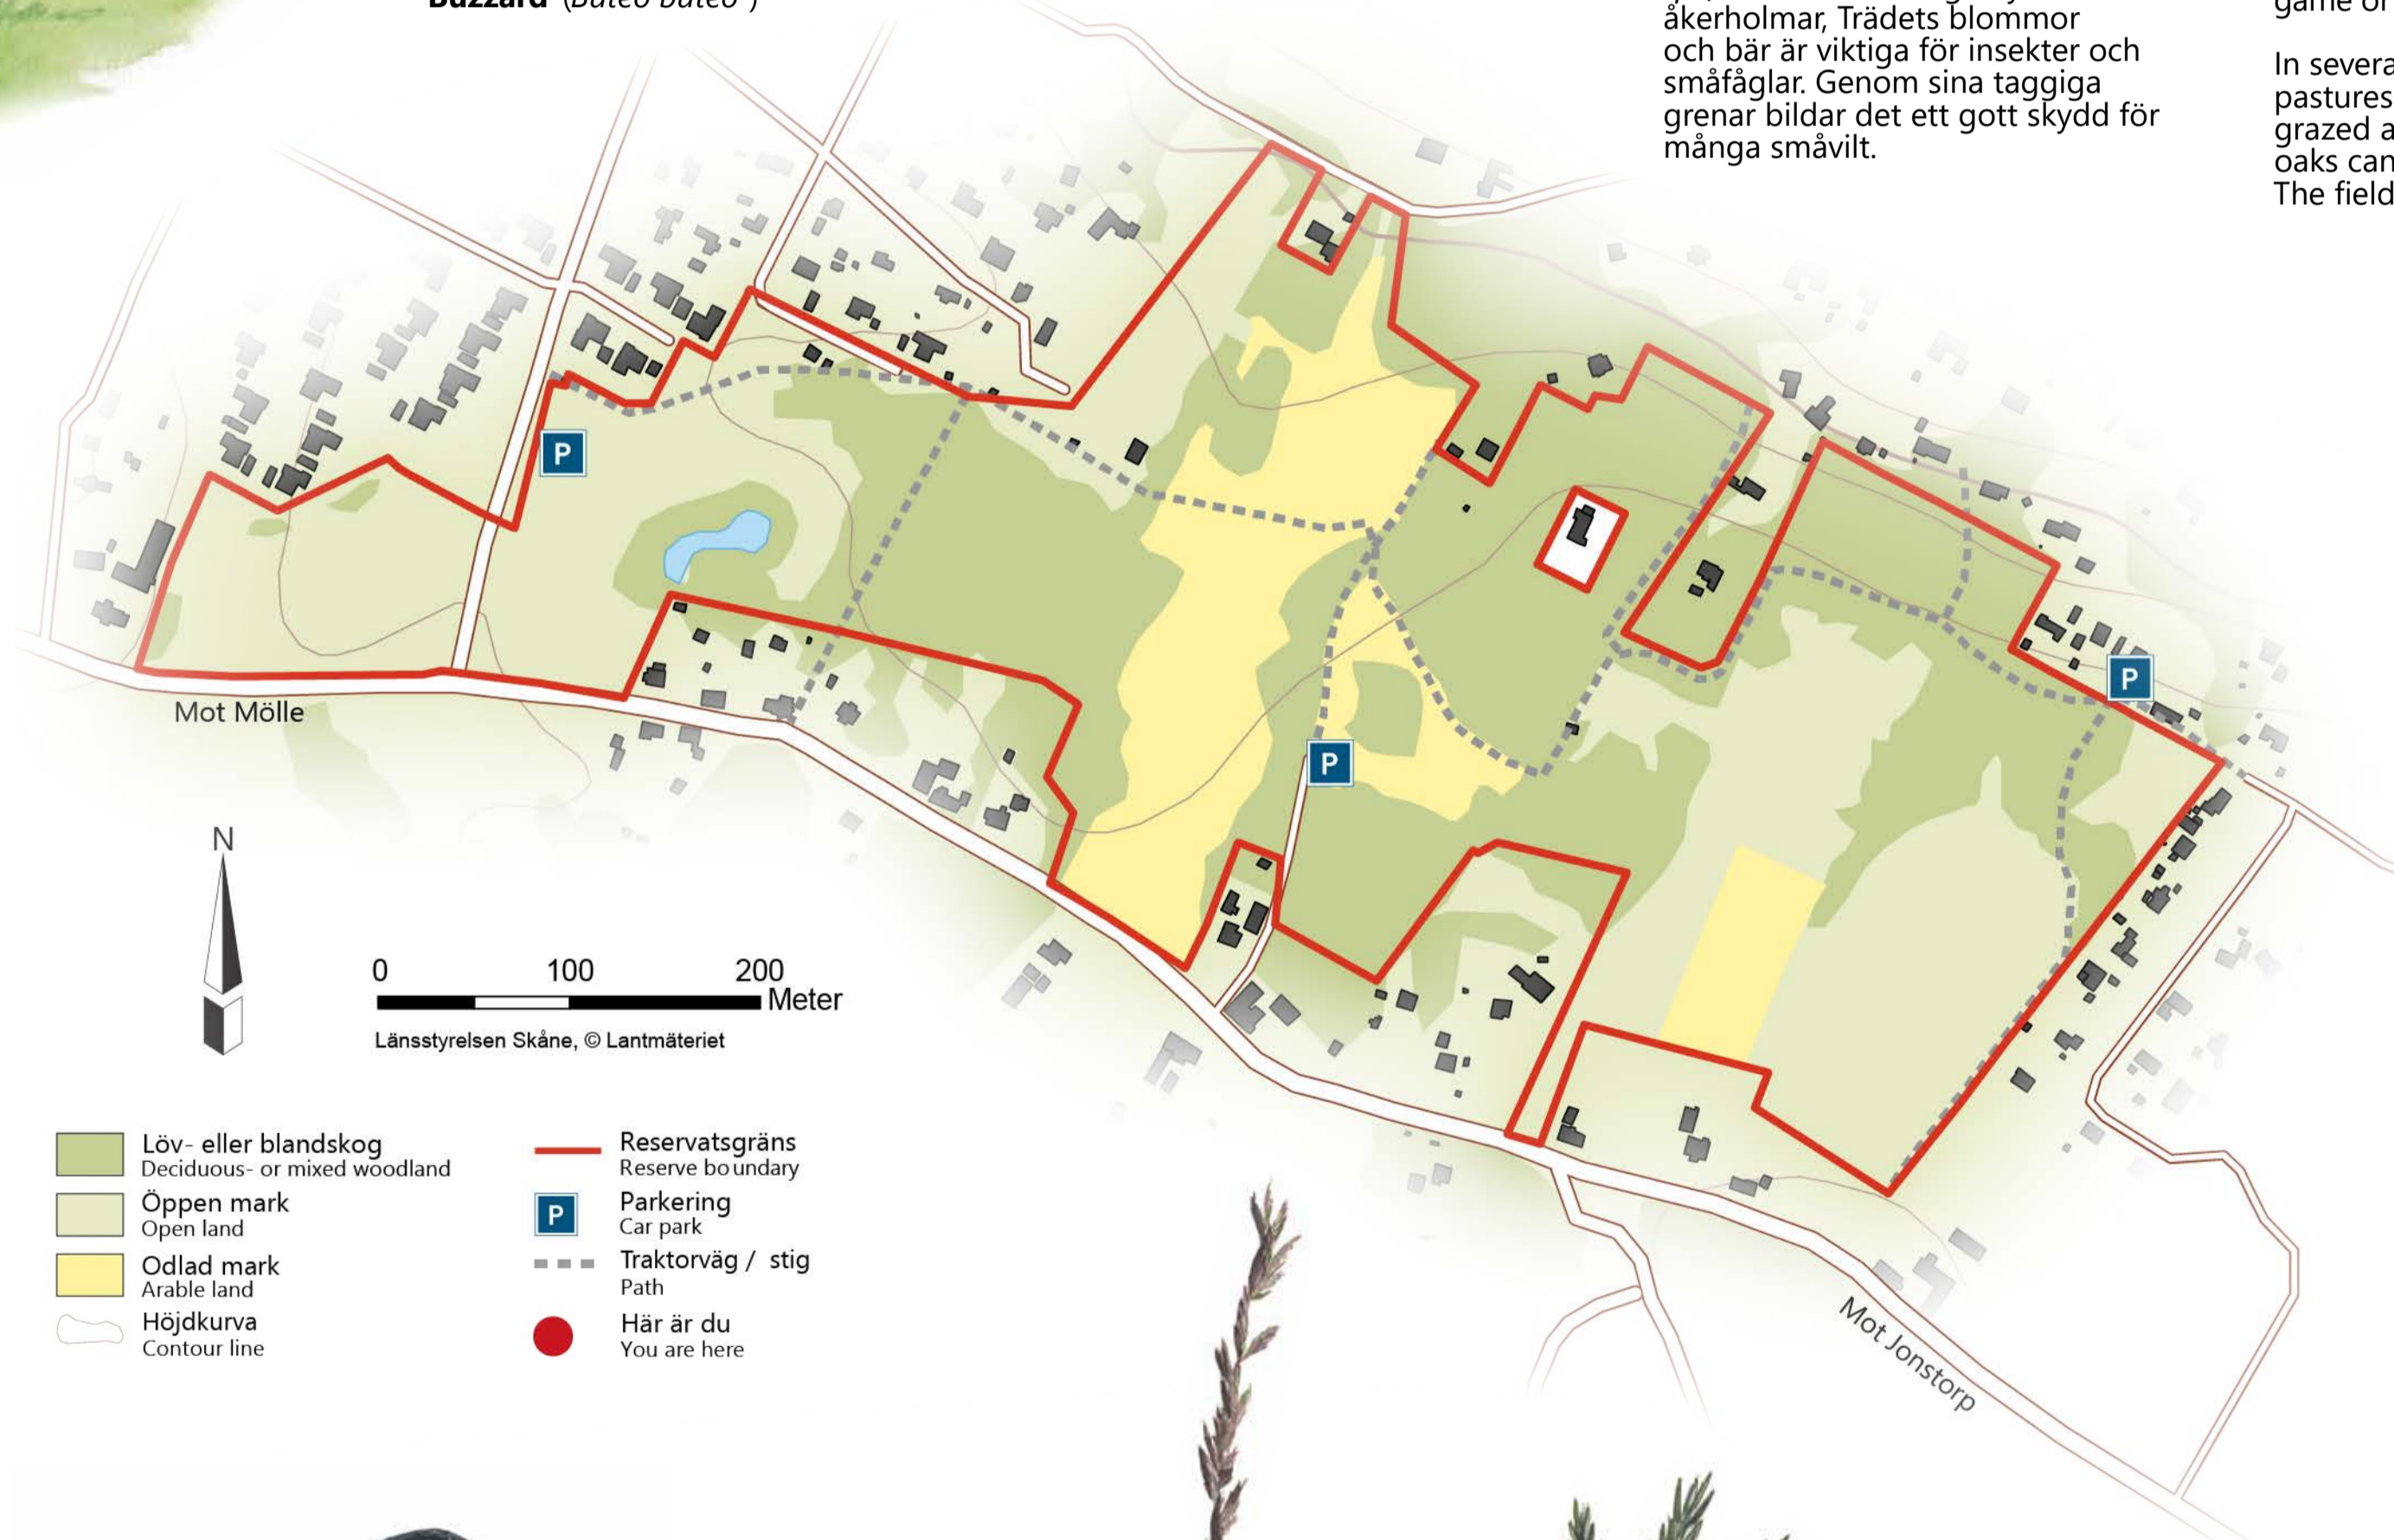 Buzzard (Buteo buteo )
åkerholmar, Trädets blommor
och bär är viktiga för insekter och
småfåglar. Genom sina taggiga
grenar bildar det ett gott skydd för
många småvilt.
game or
In severa
pastures
grazed a
oaks can
The field
P
P
P
Mot Mölle
N
0 100 200
Meter
Länsstyrelsen Skåne, © Lantmäteriet
Mot Jonstorp
Löv- eller blandskog
Deciduous- or mixed woodland
Öppen mark
Open land
Odlad mark
Arable land
Höjdkurva
Contour line
Reservatsgräns
Reserve bo undary
P
Parkering
Car park
Traktorväg / stig
Path
Här är du
You are here